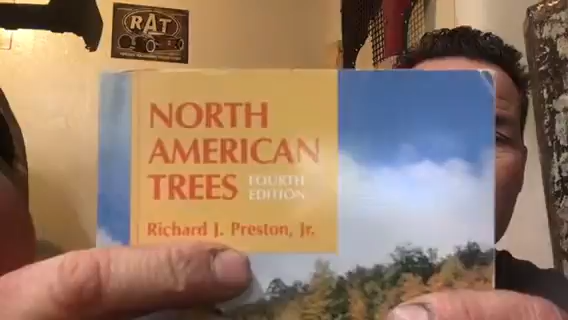 RAT
NORTH
AMERICAN
TREES FOURTH
EDITION
Richard J. Preston, Jr.